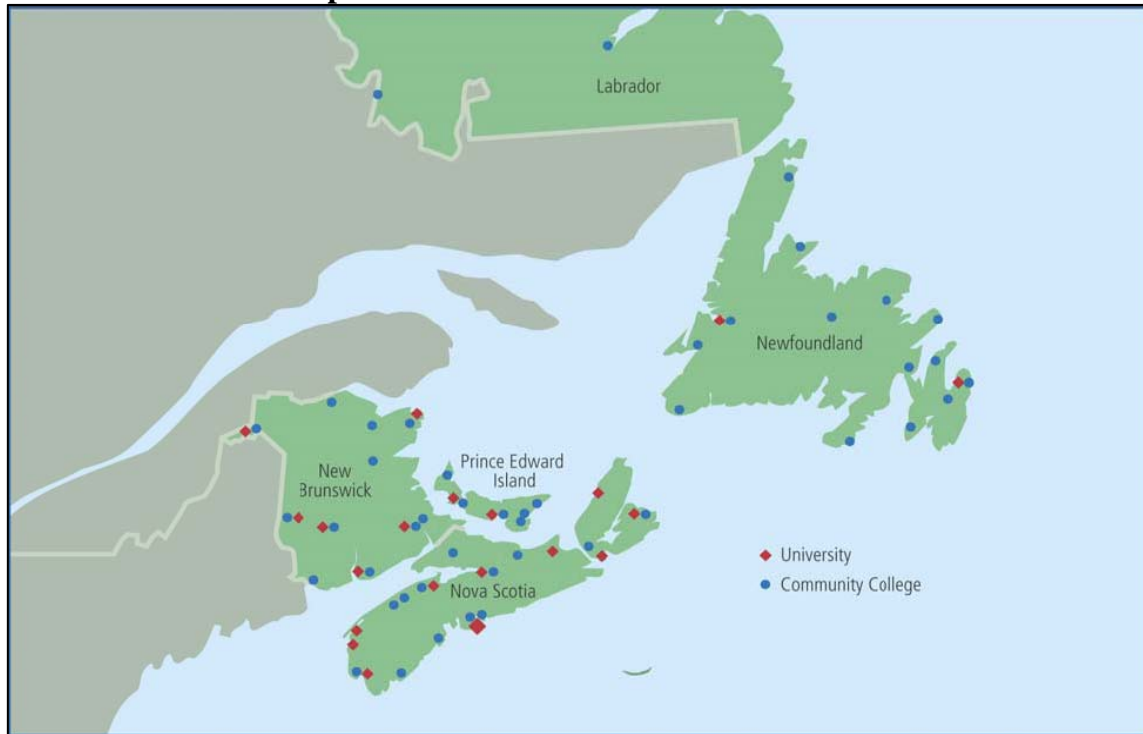 Labrador
Newfoundland
Prince Edward
Island
New
Brunswick
University
Community College
Nova Scotia